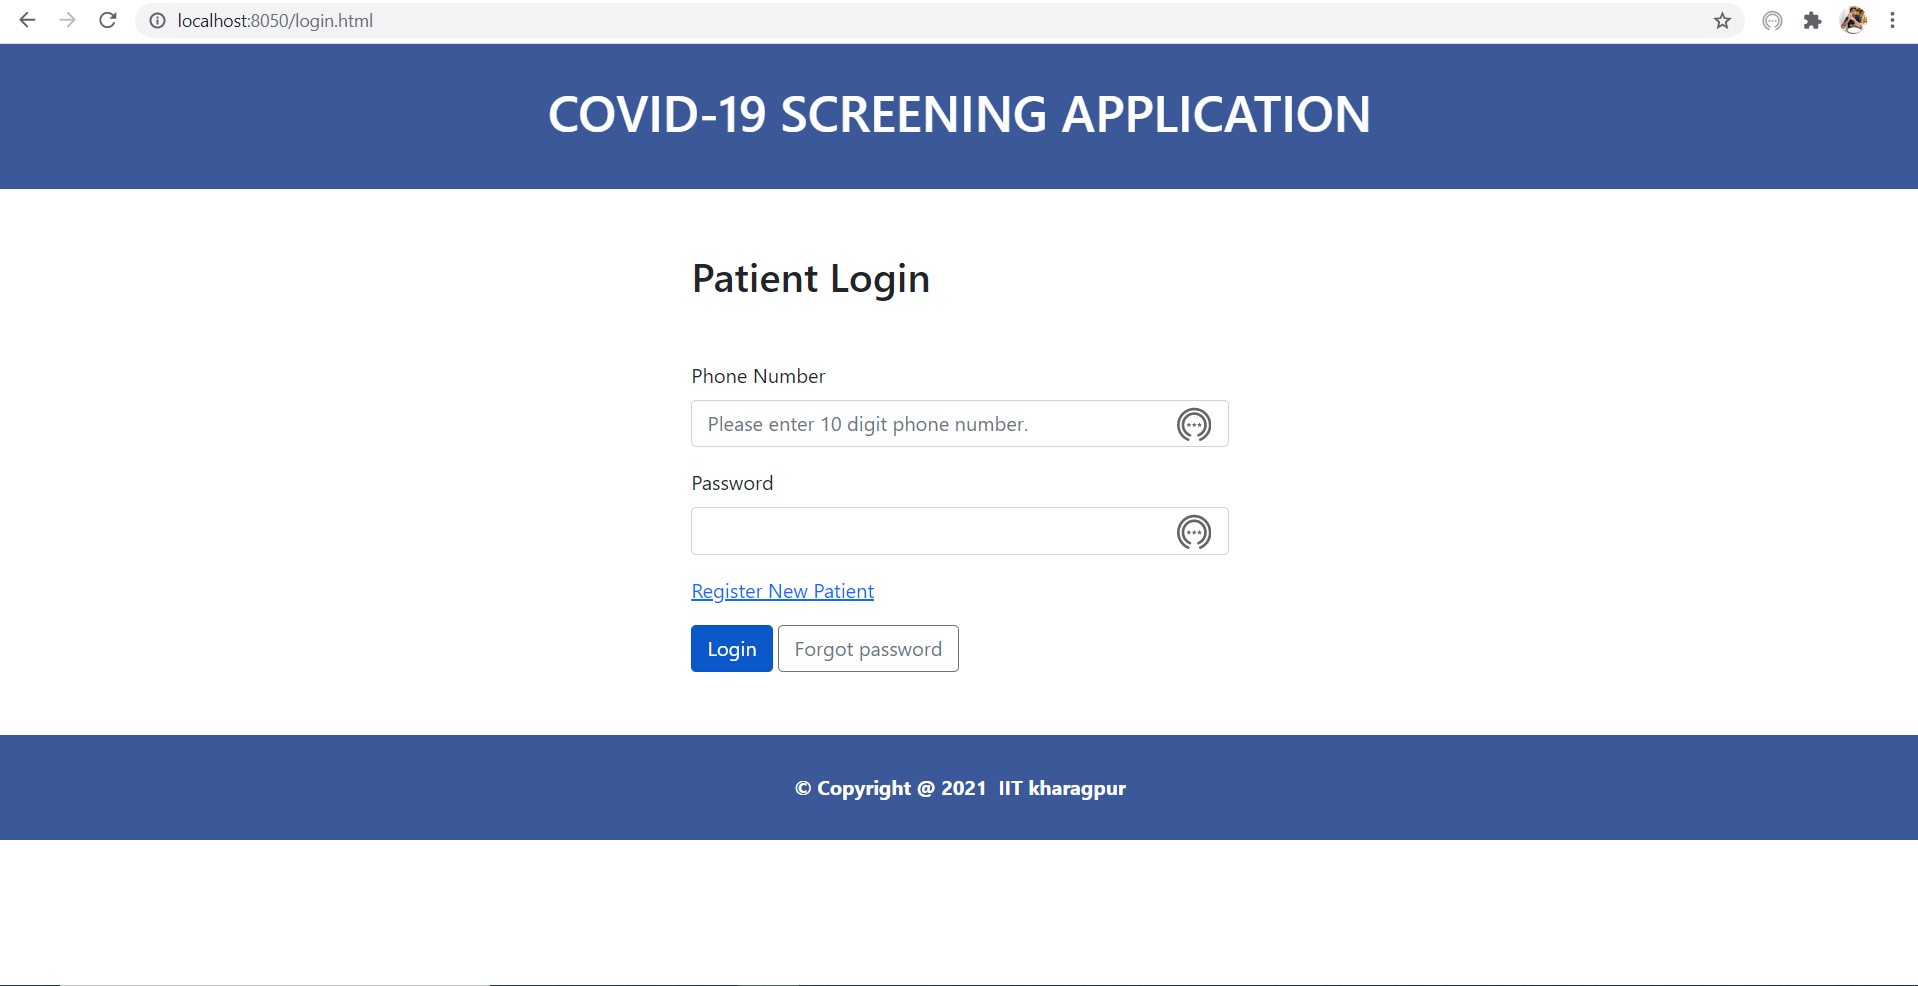 localhost:8050/login.html
COVID-19 SCREENING APPLICATION
Patient Login
Phone Number
Please enter 10 digit phone number.
Password
Register New Patient
Login Forgot password
© Copyright @ 2021 IIT kharagpur